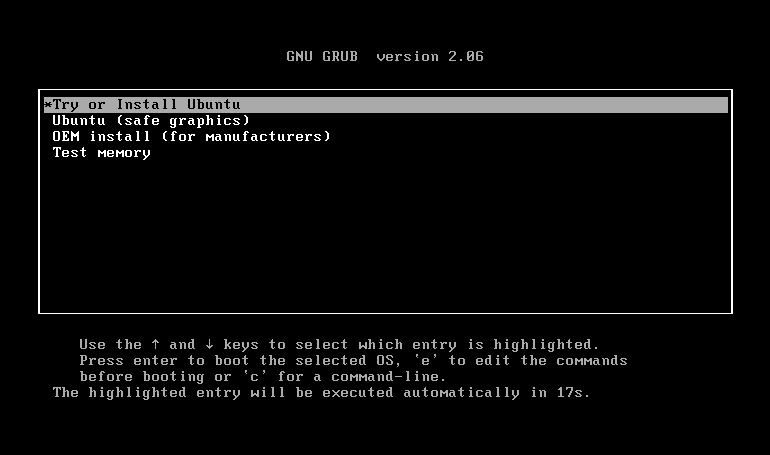 GNU GRUB  version 2.06
*Try or Install Ubuntu
Ubuntu (safe graphics)
OEM install (for manufacturers)
Test memory
Use the ↑ and ↓ keys to select which entry is highlighted.
Press enter to boot the selected OS, `e' to edit the commands
before booting or `c' for a command-line.
The highlighted entry will be executed automatically in 17s.